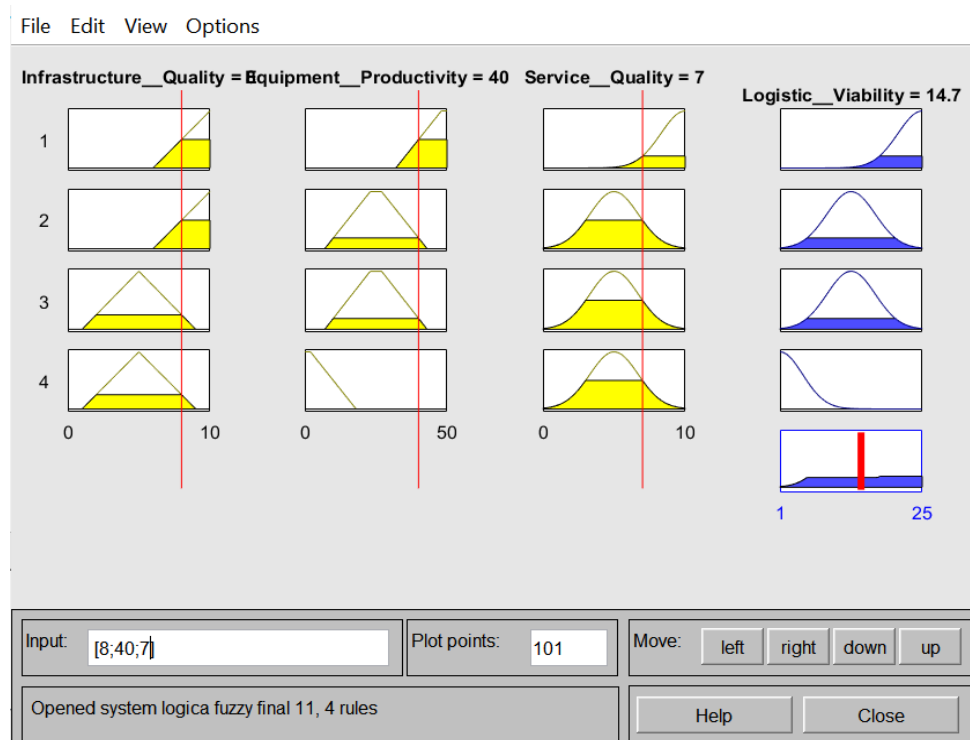 File Edit View Options
Infrastructure__Quality = Equipment__Productivity = 40 Service__Quality = 7
Logistic__Viability = 14.7
1
2
3
4
0 10 0 50 0 10
1 25
Input: [8;40;7] Plot points: 101 Move: left right down up
Opened system logica fuzzy final 11, 4 rules Help Close